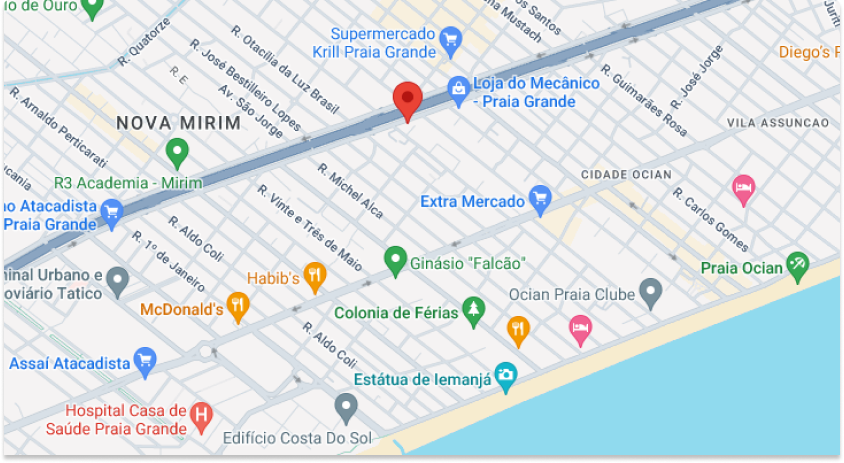 io de Ouro
R. Quatorze
R. Otacília da Luz Brasil
Supermercado
Krill Praia Grande
Mustach
os Santos
Diego's
R. José Bestilleiro Lopes
R.E
Av. São Jorge
Loja do Mecânico
- Praia Grande
R. Guimarães Rosa
R. José Jorge
R. Arnaldo Perticarati
NOVA MIRIM
VILA ASSUNCAO
R3 Academia - Mirim
CIDADE OCIAN
R. Michel Alca
Extra Mercado
R. Carlos Gomes
R. Vinte e Três de Maio
o Atacadista
Praia Grande
R. Aldo Coli
R. 1º de Janeiro
Ginásio "Falcão"
Praia Ocian
inal Urbano e
oviário Tatico
Habib's
McDonald's
Ocian Praia Clube
Colonia de Férias
R. Aldo Coli
Assaí Atacadista
Estátua de Iemanjá
Hospital Casa de
Saúde Praia Grande
H
Edifício Costa Do Sol